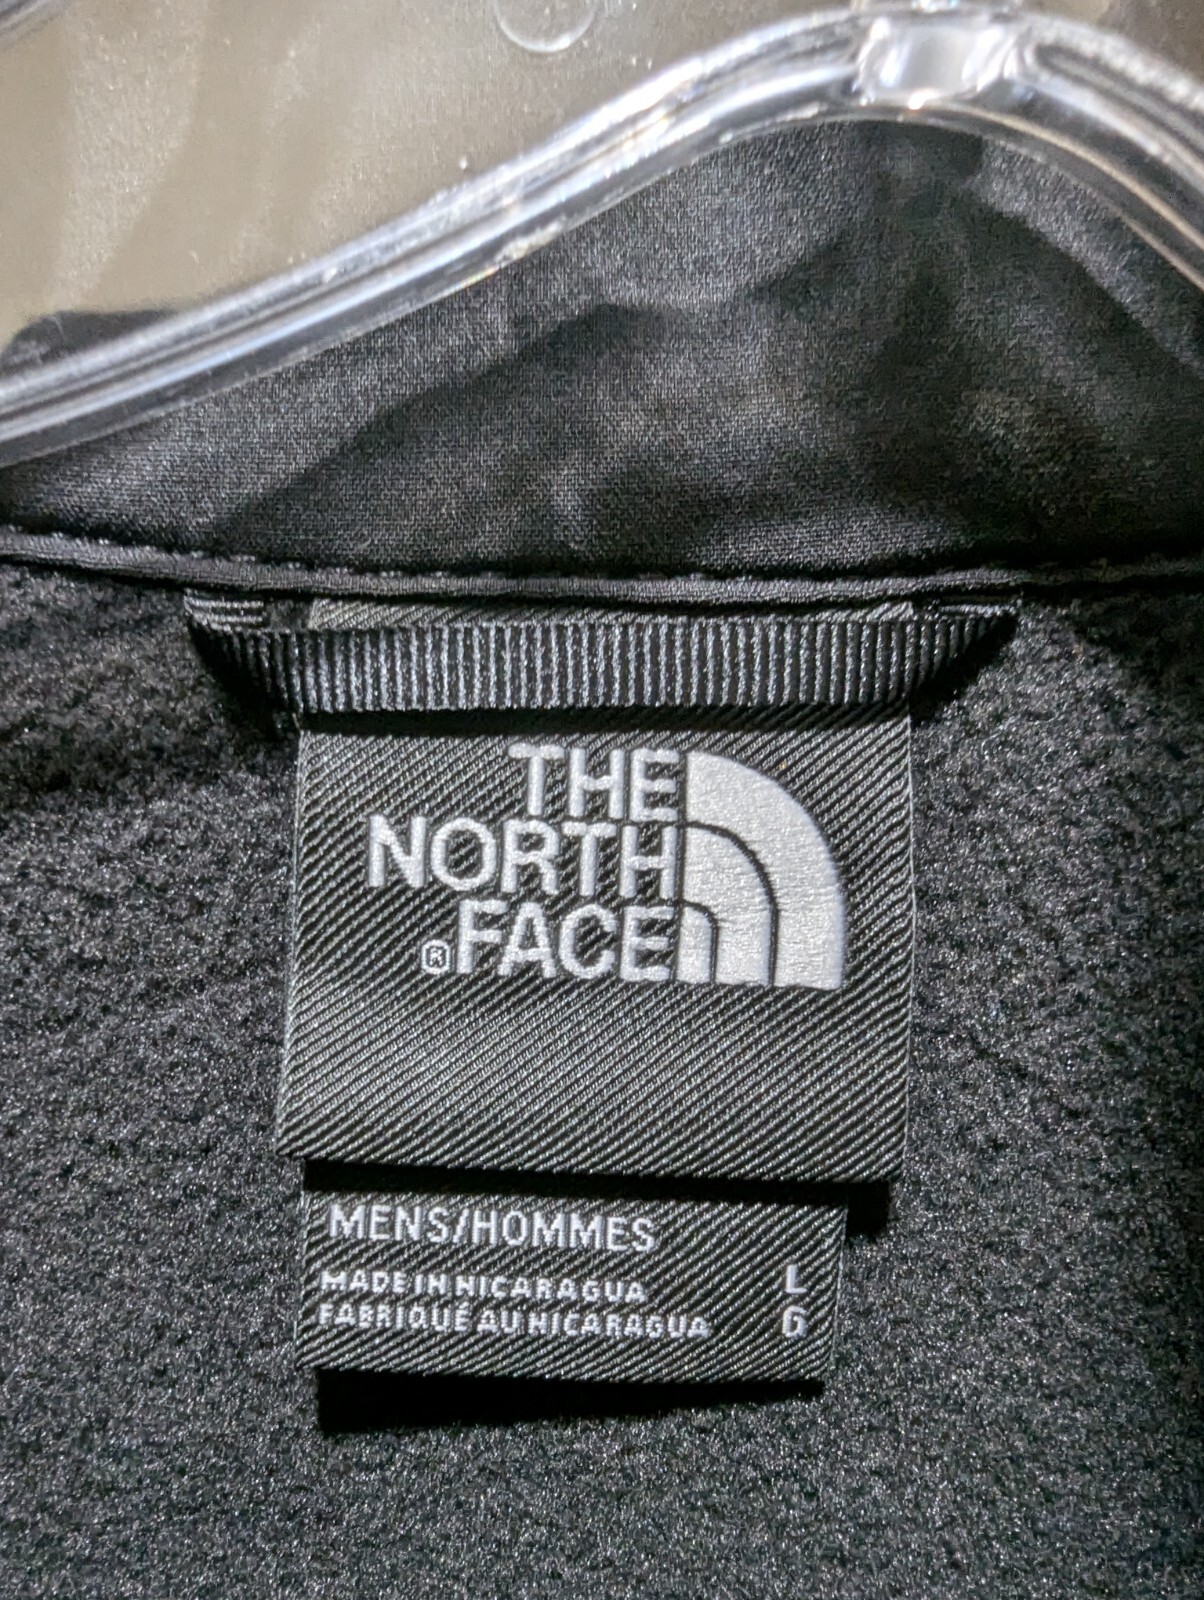 THE
NORTH
®FACE
MENS/HOMMES
MADE IN NICARAGUA L
FABRIQUÉ AU NICARAGUA G